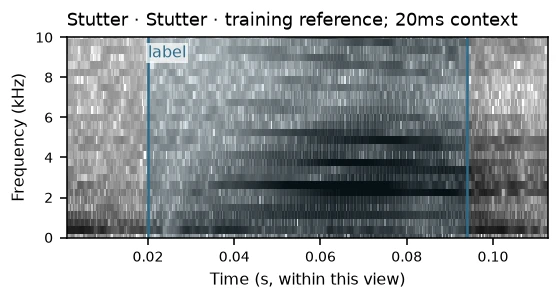 Stutter · Stutter · training reference; 20ms context
label
10
8
6
4
2
0
Frequency (kHz)
0.02 0.04 0.06 0.08 0.10
Time (s, within this view)